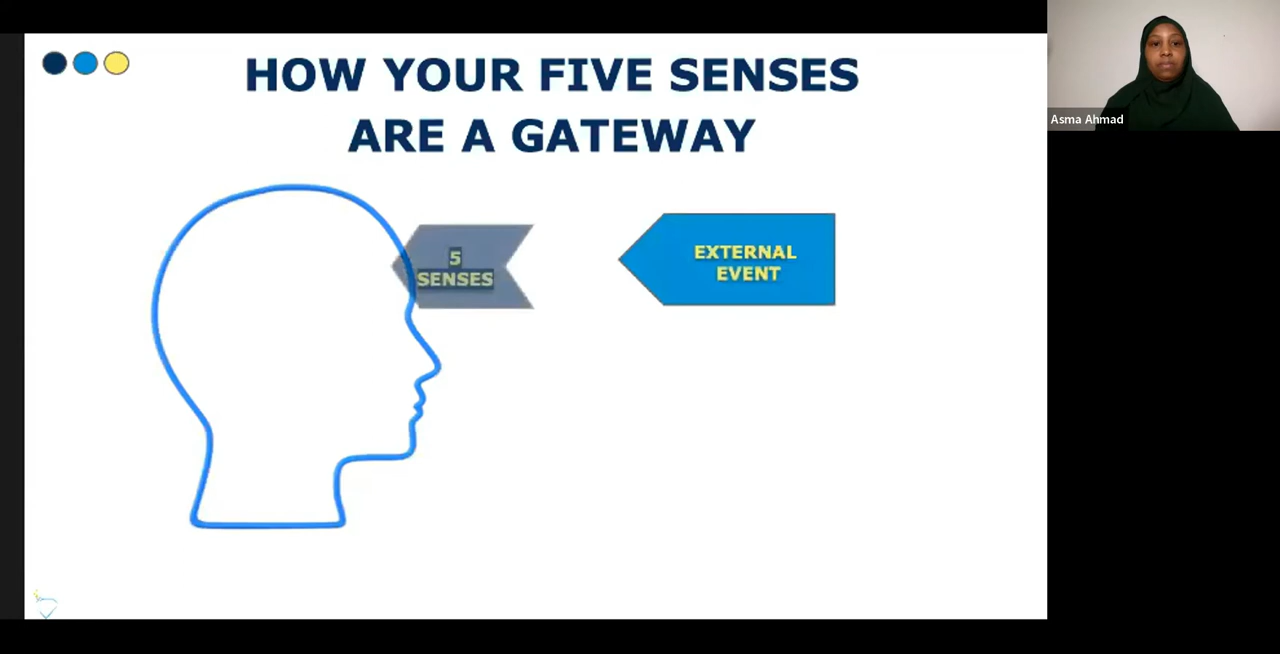 HOW YOUR FIVE SENSES
ARE A GATEWAY
5
SENSES
EXTERNAL
EVENT
Asma Ahmad